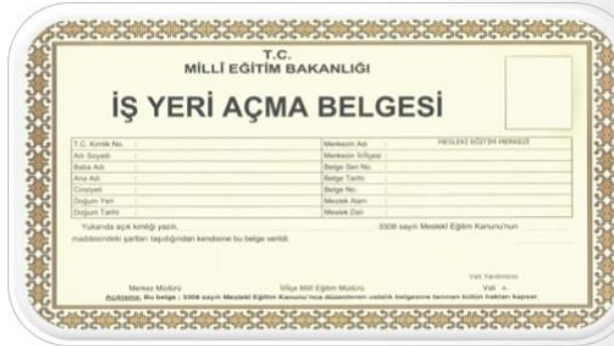 T.C.
MİLLÎ EĞİTİM BAKANLIĞI
İŞ YERİ AÇMA BELGESİ
T.C. Kimlik No. :
Adı Soyadı :
Baba Adı :
Ana Adı :
Cinsiyeti :
Doğum Yeri :
Doğum Tarihi :
Merkezin Adı : MESLEKİ EĞİTİM MERKEZİ
Merkezin İl/İlçesi :
Belge Seri No. :
Belge Tarihi :
Belge No. :
Meslek Alanı :
Meslek Dalı :
Yukarıda açık kimliği yazılı, 3308 sayılı Meslekî Eğitim Kanunu'nun
maddesindeki şartları taşıdığından kendisine bu belge verildi.
Vali Yardımcısı
Merkez Müdürü İl/İlçe Millî Eğitim Müdürü Vali
Açıklama: Bu belge ; 3308 sayılı Meslekî Eğitim Kanunu'nca düzenlenen ustalık belgesine tanınan bütün hakları kapsar.